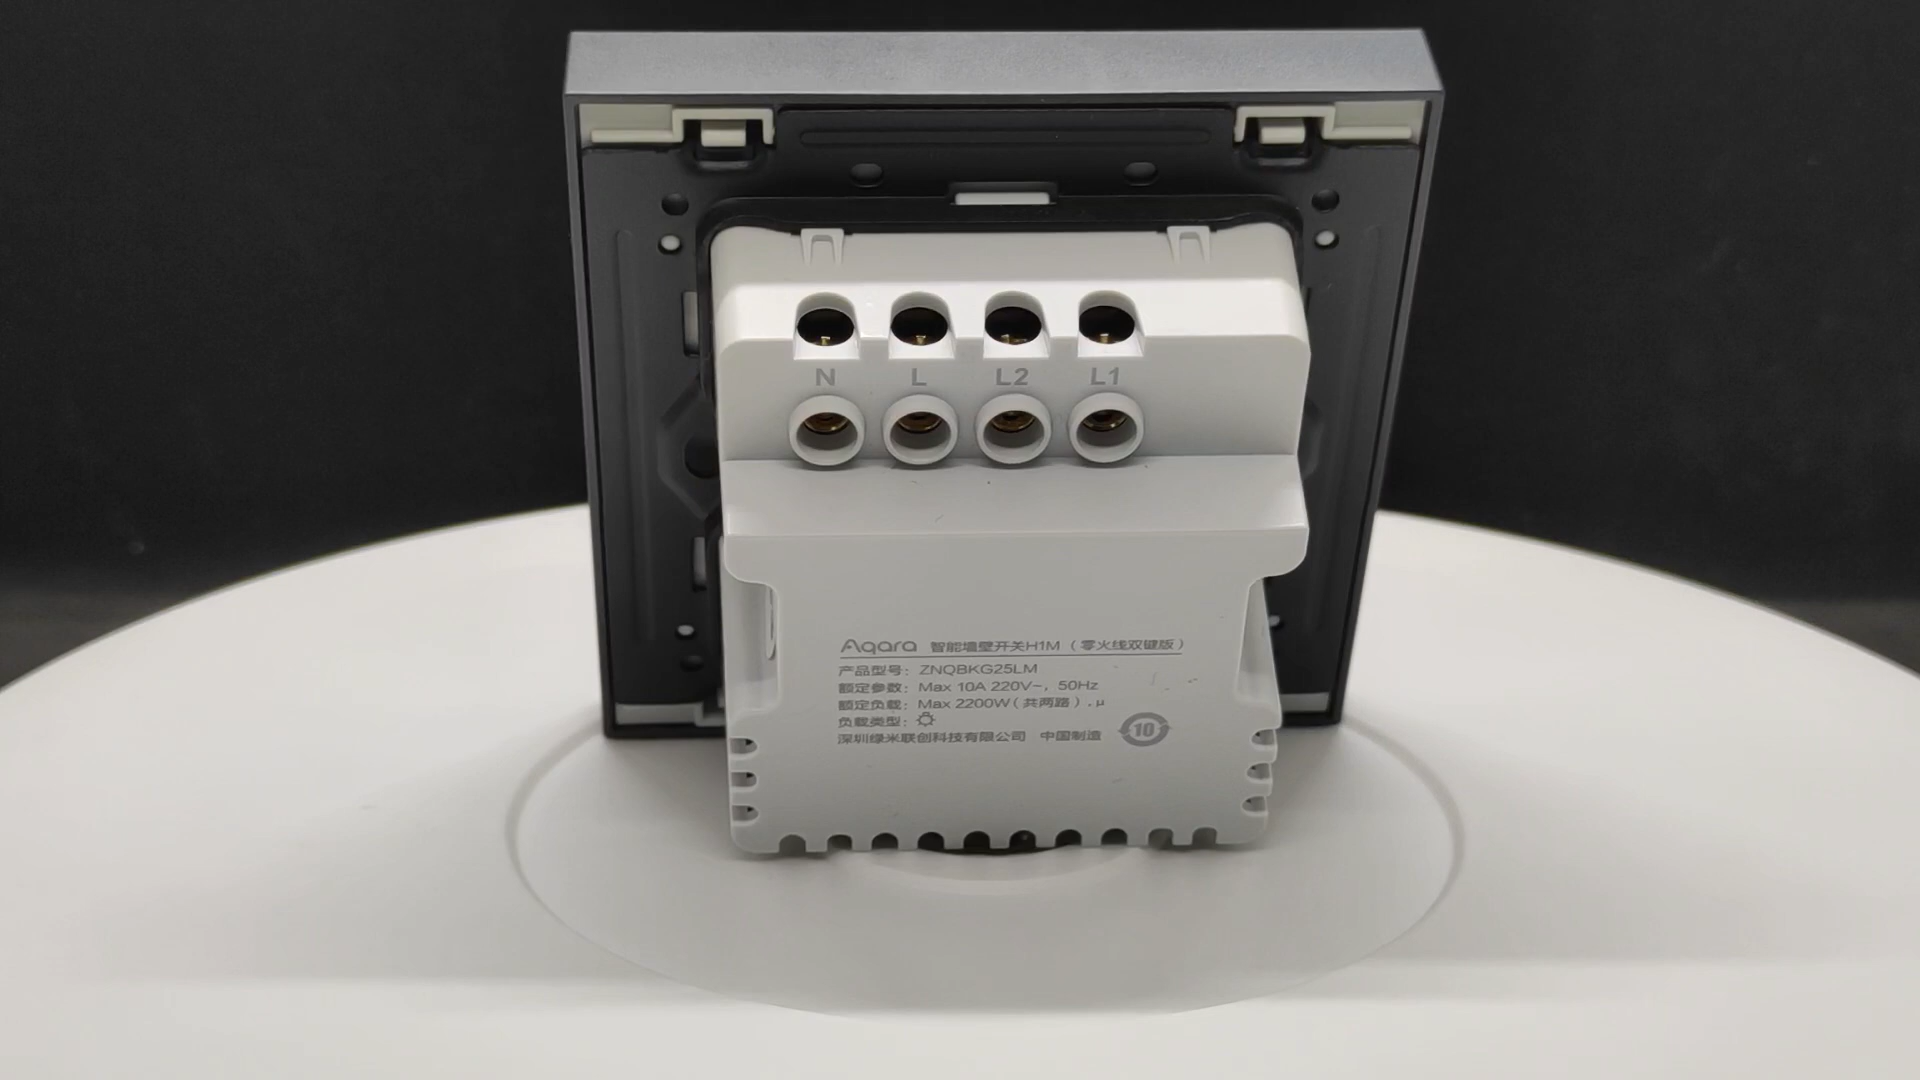 N L L2 L1
Aqara 智能墙壁开关H1M（零火线双键版）
产品型号：ZNQBKG25LM
额定参数：Max 10A 220V~，50Hz
额定负载：Max 2200W（共两路）.μ
负载类型：
深圳绿米联创科技有限公司 中国制造
10